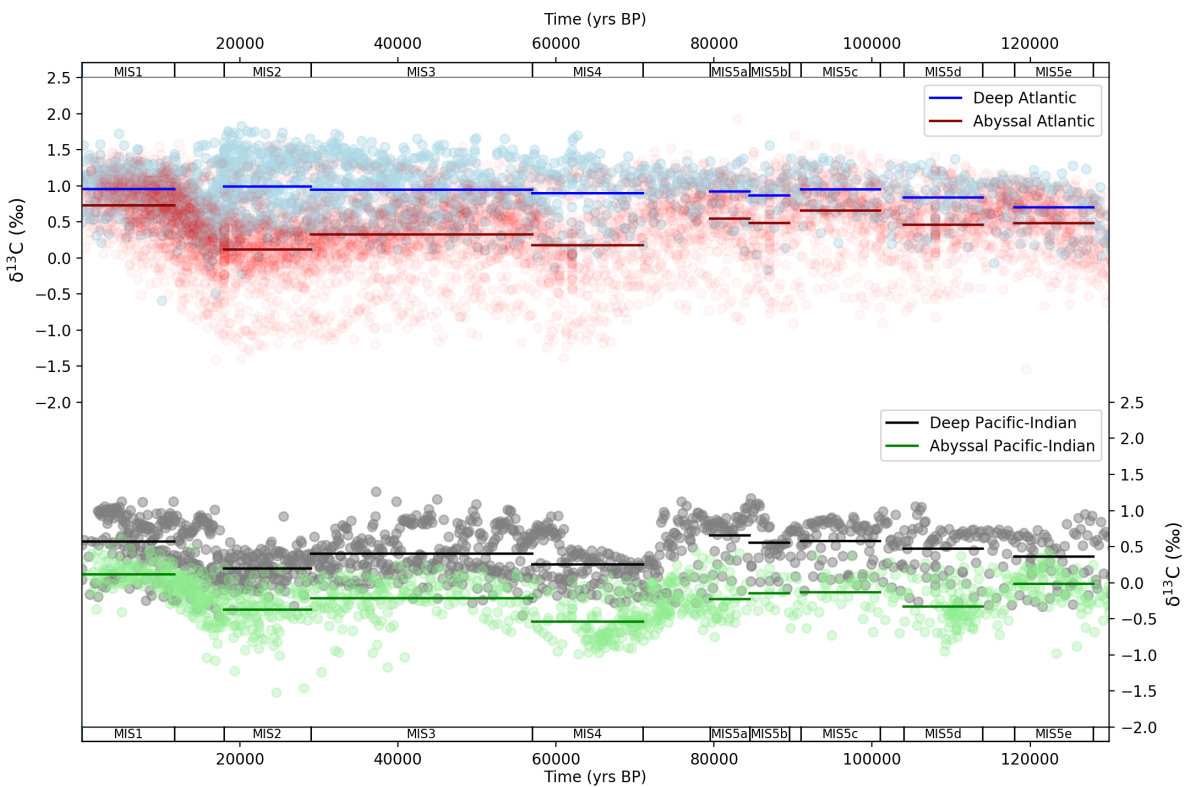 Time (yrs BP)
20000 40000 60000 80000 100000 120000
MIS1 MIS2 MIS3 MIS4 MIS5a MIS5b MIS5c MIS5d MIS5e
2.5
2.0
1.5
1.0
0.5
0.0
−0.5
−1.0
−1.5
−2.0
δ13C (‰)
Deep Atlantic
Abyssal Atlantic
Deep Pacific-Indian
Abyssal Pacific-Indian
2.5
2.0
1.5
1.0
0.5
0.0
−0.5
−1.0
−1.5
−2.0
δ13C (‰)
MIS1 MIS2 MIS3 MIS4 MIS5a MIS5b MIS5c MIS5d MIS5e
20000 40000 60000 80000 100000 120000
Time (yrs BP)